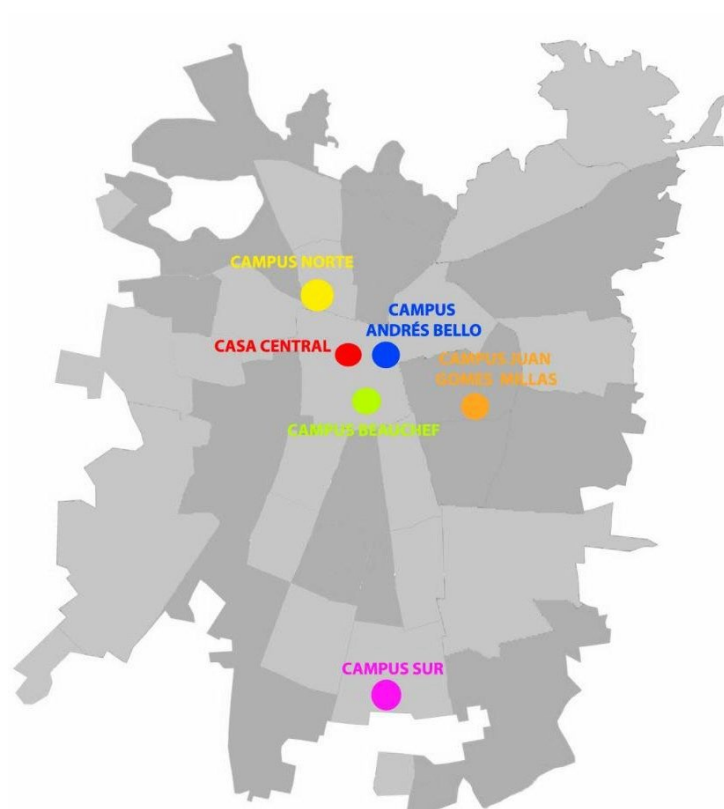 CAMPUS NORTE
CAMPUS
ANDRÉS BELLO
CASA CENTRAL
CAMPUS JUAN
GOMES MILLAS
CAMPUS BEAUCHEF
CAMPUS SUR